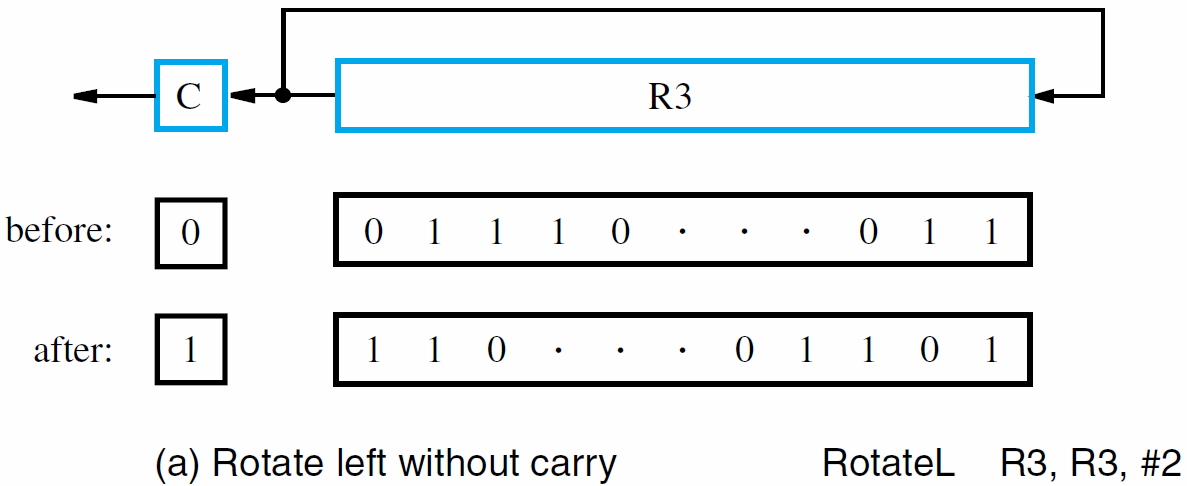 C R3
before: 0 0 1 1 1 0 · · · 0 1 1
after: 1 1 1 0 · · · 0 1 1 0 1
(a) Rotate left without carry RotateL R3, R3, #2